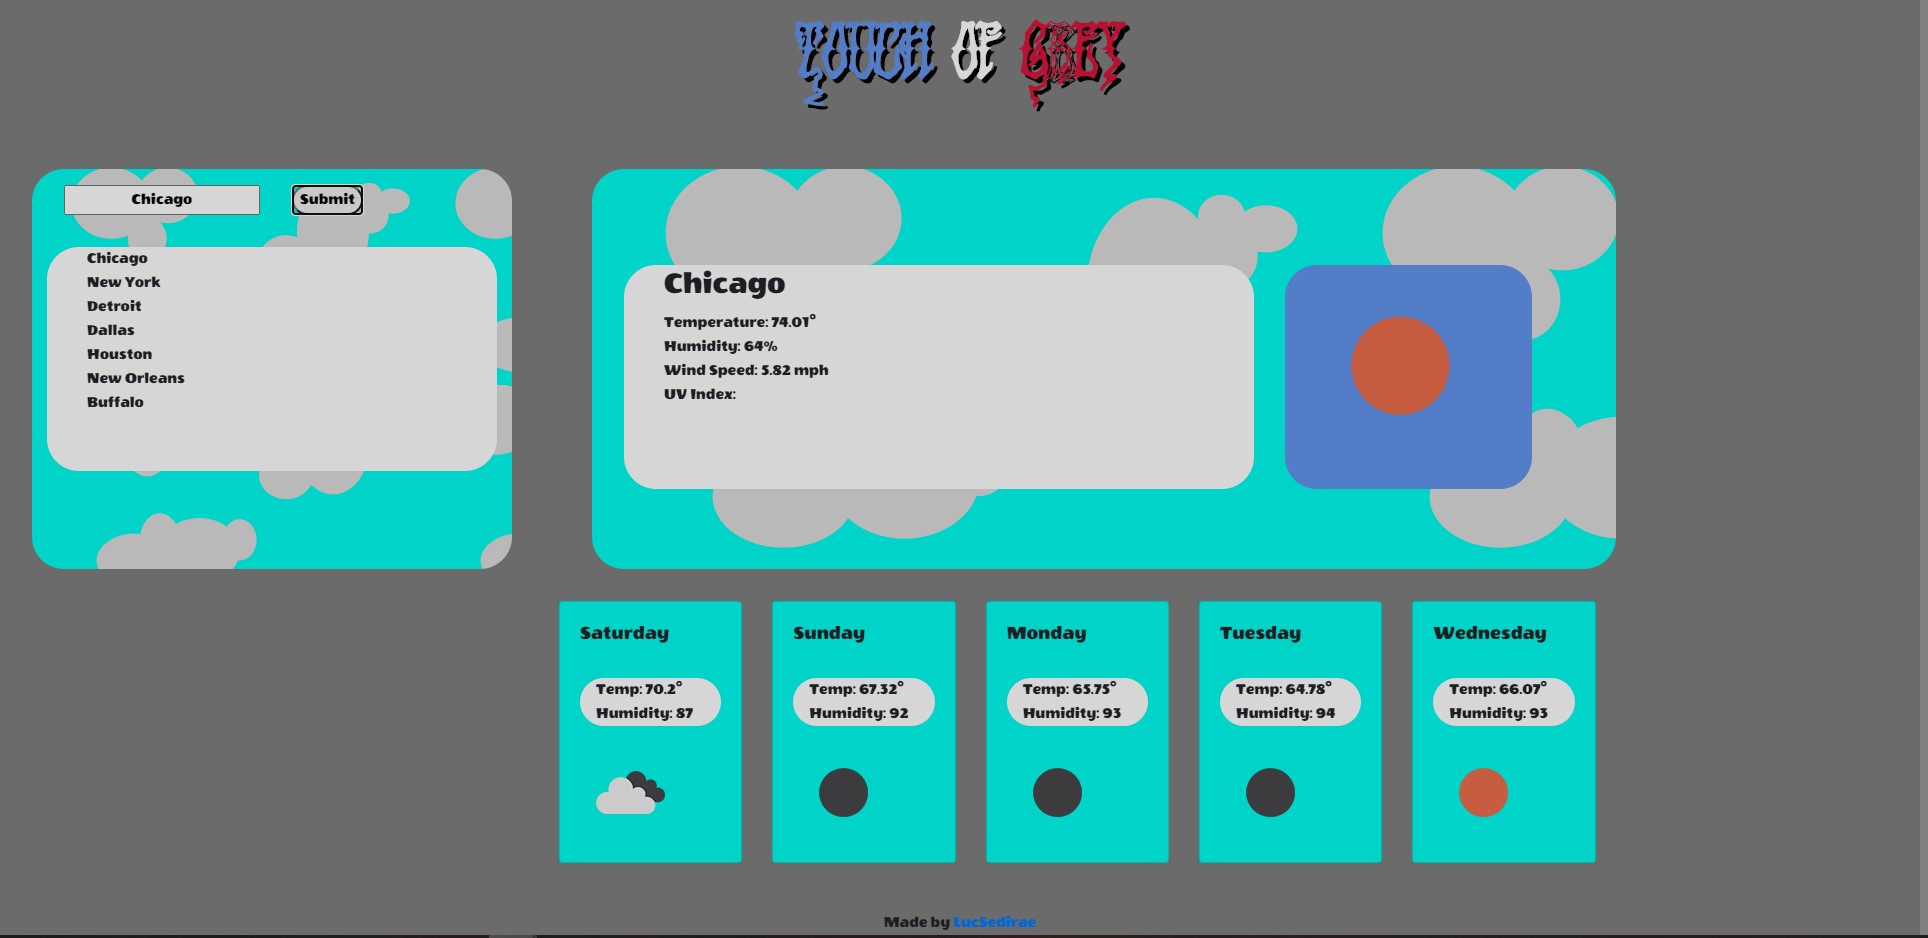 TOUCH OF GREY
Chicago
Submit
Chicago
New York
Detroit
Dallas
Houston
New Orleans
Buffalo
Chicago
Temperature: 74.01°
Humidity: 64%
Wind Speed: 5.82 mph
UV Index:
Saturday
Temp: 70.2°
Humidity: 87
Sunday
Temp: 67.32°
Humidity: 92
Monday
Temp: 65.75°
Humidity: 93
Tuesday
Temp: 64.78°
Humidity: 94
Wednesday
Temp: 66.07°
Humidity: 93
Made by LucSedirae